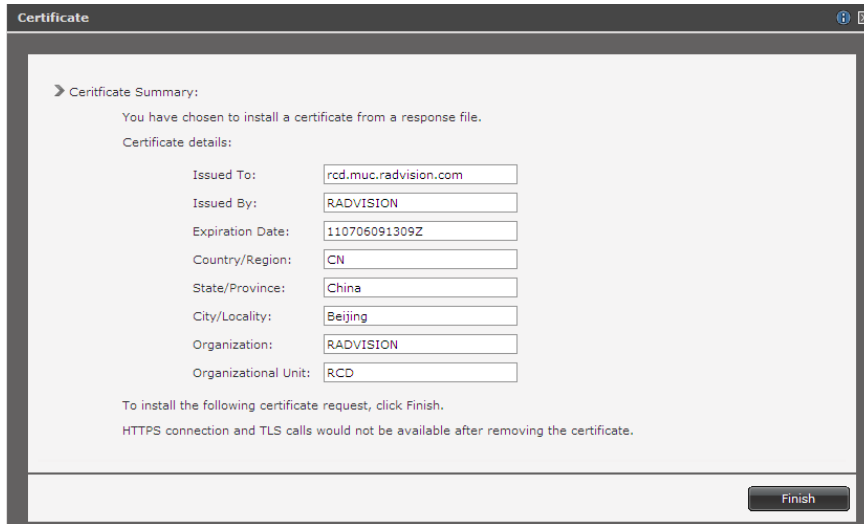 Certificate
Ceritficate Summary:
You have chosen to install a certificate from a response file.
Certificate details:
Issued To: rcd.muc.radvision.com
Issued By: RADVISION
Expiration Date: 110706091309Z
Country/Region: CN
State/Province: China
City/Locality: Beijing
Organization: RADVISION
Organizational Unit: RCD
To install the following certificate request, click Finish.
HTTPS connection and TLS calls would not be available after removing the certificate.
Finish